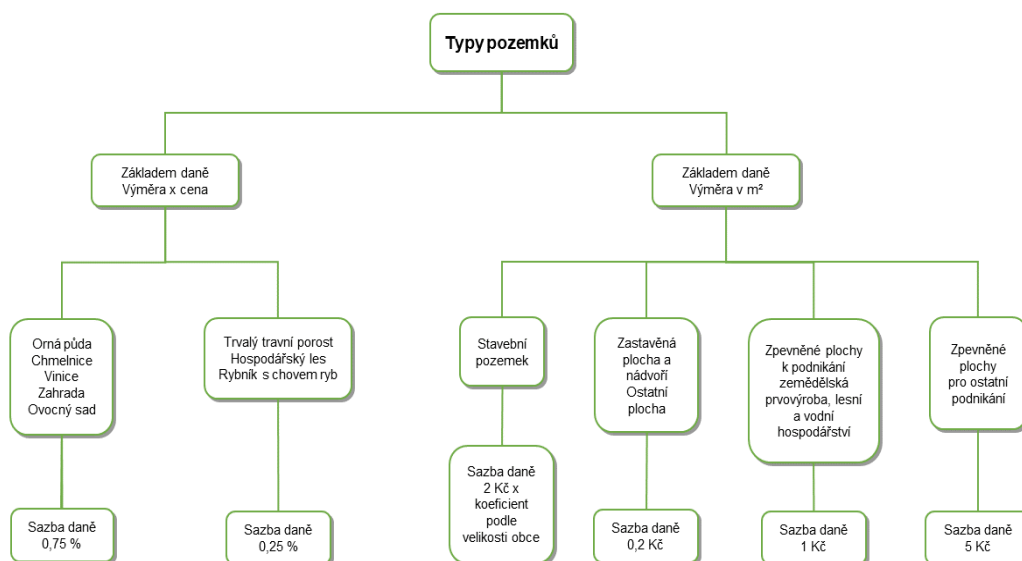 Typy pozemků
Základem daně
Výměra x cena
Základem daně
Výměra v m²
Orná půda
Chmelnice
Vinice
Zahrada
Ovocný sad
Trvalý travní porost
Hospodářský les
Rybník s chovem ryb
Stavební
pozemek
Zastavěná
plocha a
nádvoří
Ostatní
plocha
Zpevněné plochy
k podnikání
zemědělská
prvovýroba, lesní
a vodní
hospodářství
Zpevněné
plochy
pro ostatní
podnikání
Sazba daně
0,75 %
Sazba daně
0,25 %
Sazba daně
2 Kč x
koeficient
podle
velikosti obce
Sazba daně
0,2 Kč
Sazba daně
1 Kč
Sazba daně
5 Kč